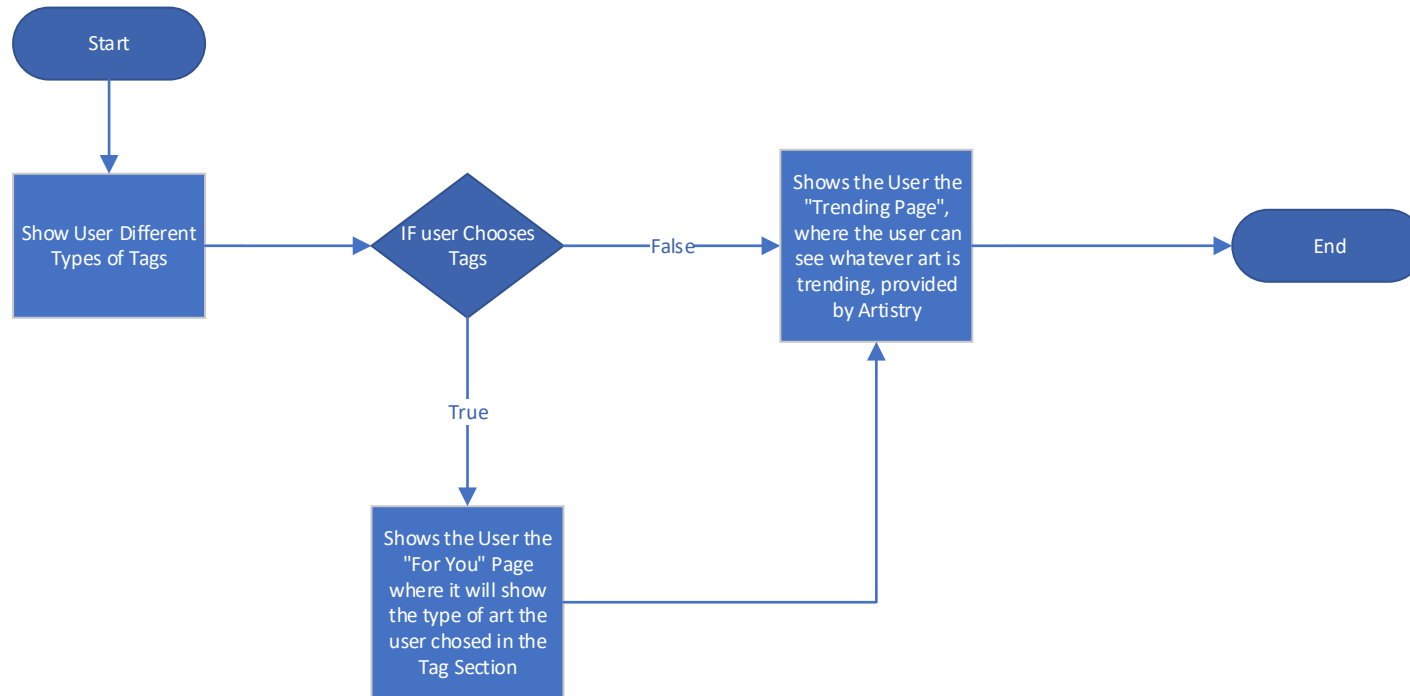 Start
Show User Different
Types of Tags
IF user Chooses
Tags
False
True
Shows the User the
"Trending Page",
where the user can
see whatever art is
trending, provided
by Artistry
End
Shows the User the
"For You" Page
where it will show
the type of art the
user chosed in the
Tag Section